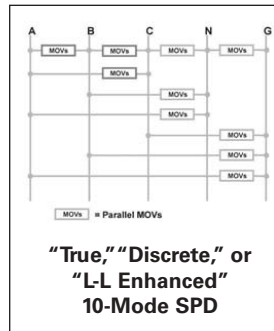 A B C N G
MOVs MOVs MOVs MOVs
MOVs
MOVs
MOVs
MOVs
MOVs
MOVs
MOVs = Parallel MOVs
“True,” “Discrete,” or
“L-L Enhanced”
10-Mode SPD